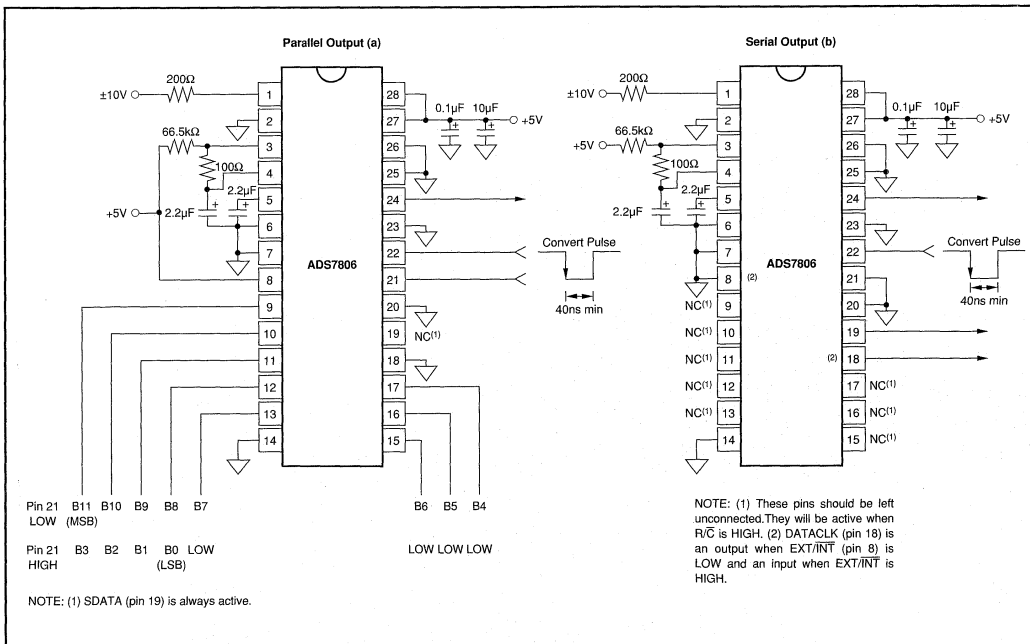 Parallel Output (a)
±10V
200Ω
66.5kΩ
100Ω
2.2µF
2.2µF
+5V
ADS7806
1
2
3
4
5
6
7
8
9
10
11
12
13
14
28
27
26
25
24
23
22
21
20
19
18
17
16
15
0.1µF
10µF
+5V
+
+
+
+
NC(1)
Convert Pulse
40ns min
Pin 21 B11 B10 B9 B8 B7 B6 B5 B4
LOW (MSB)
Pin 21 B3 B2 B1 B0 LOW LOW LOW LOW
HIGH (LSB)
NOTE: (1) SDATA (pin 19) is always active.
Serial Output (b)
±10V
200Ω
+5V
66.5kΩ
100Ω
2.2µF
2.2µF
ADS7806
1
2
3
4
5
6
7
8 (2)
NC(1) 9
NC(1) 10
NC(1) 11
NC(1) 12
NC(1) 13
14
28
27
26
25
24
23
22
21
20
19
(2) 18
17 NC(1)
16 NC(1)
15 NC(1)
0.1µF
10µF
+5V
+
+
+
+
Convert Pulse
40ns min
NOTE: (1) These pins should be left
unconnected.They will be active when
R/C̅ is HIGH. (2) DATACLK (pin 18) is
an output when EXT/I̅N̅T̅ (pin 8) is
LOW and an input when EXT/I̅N̅T̅ is
HIGH.